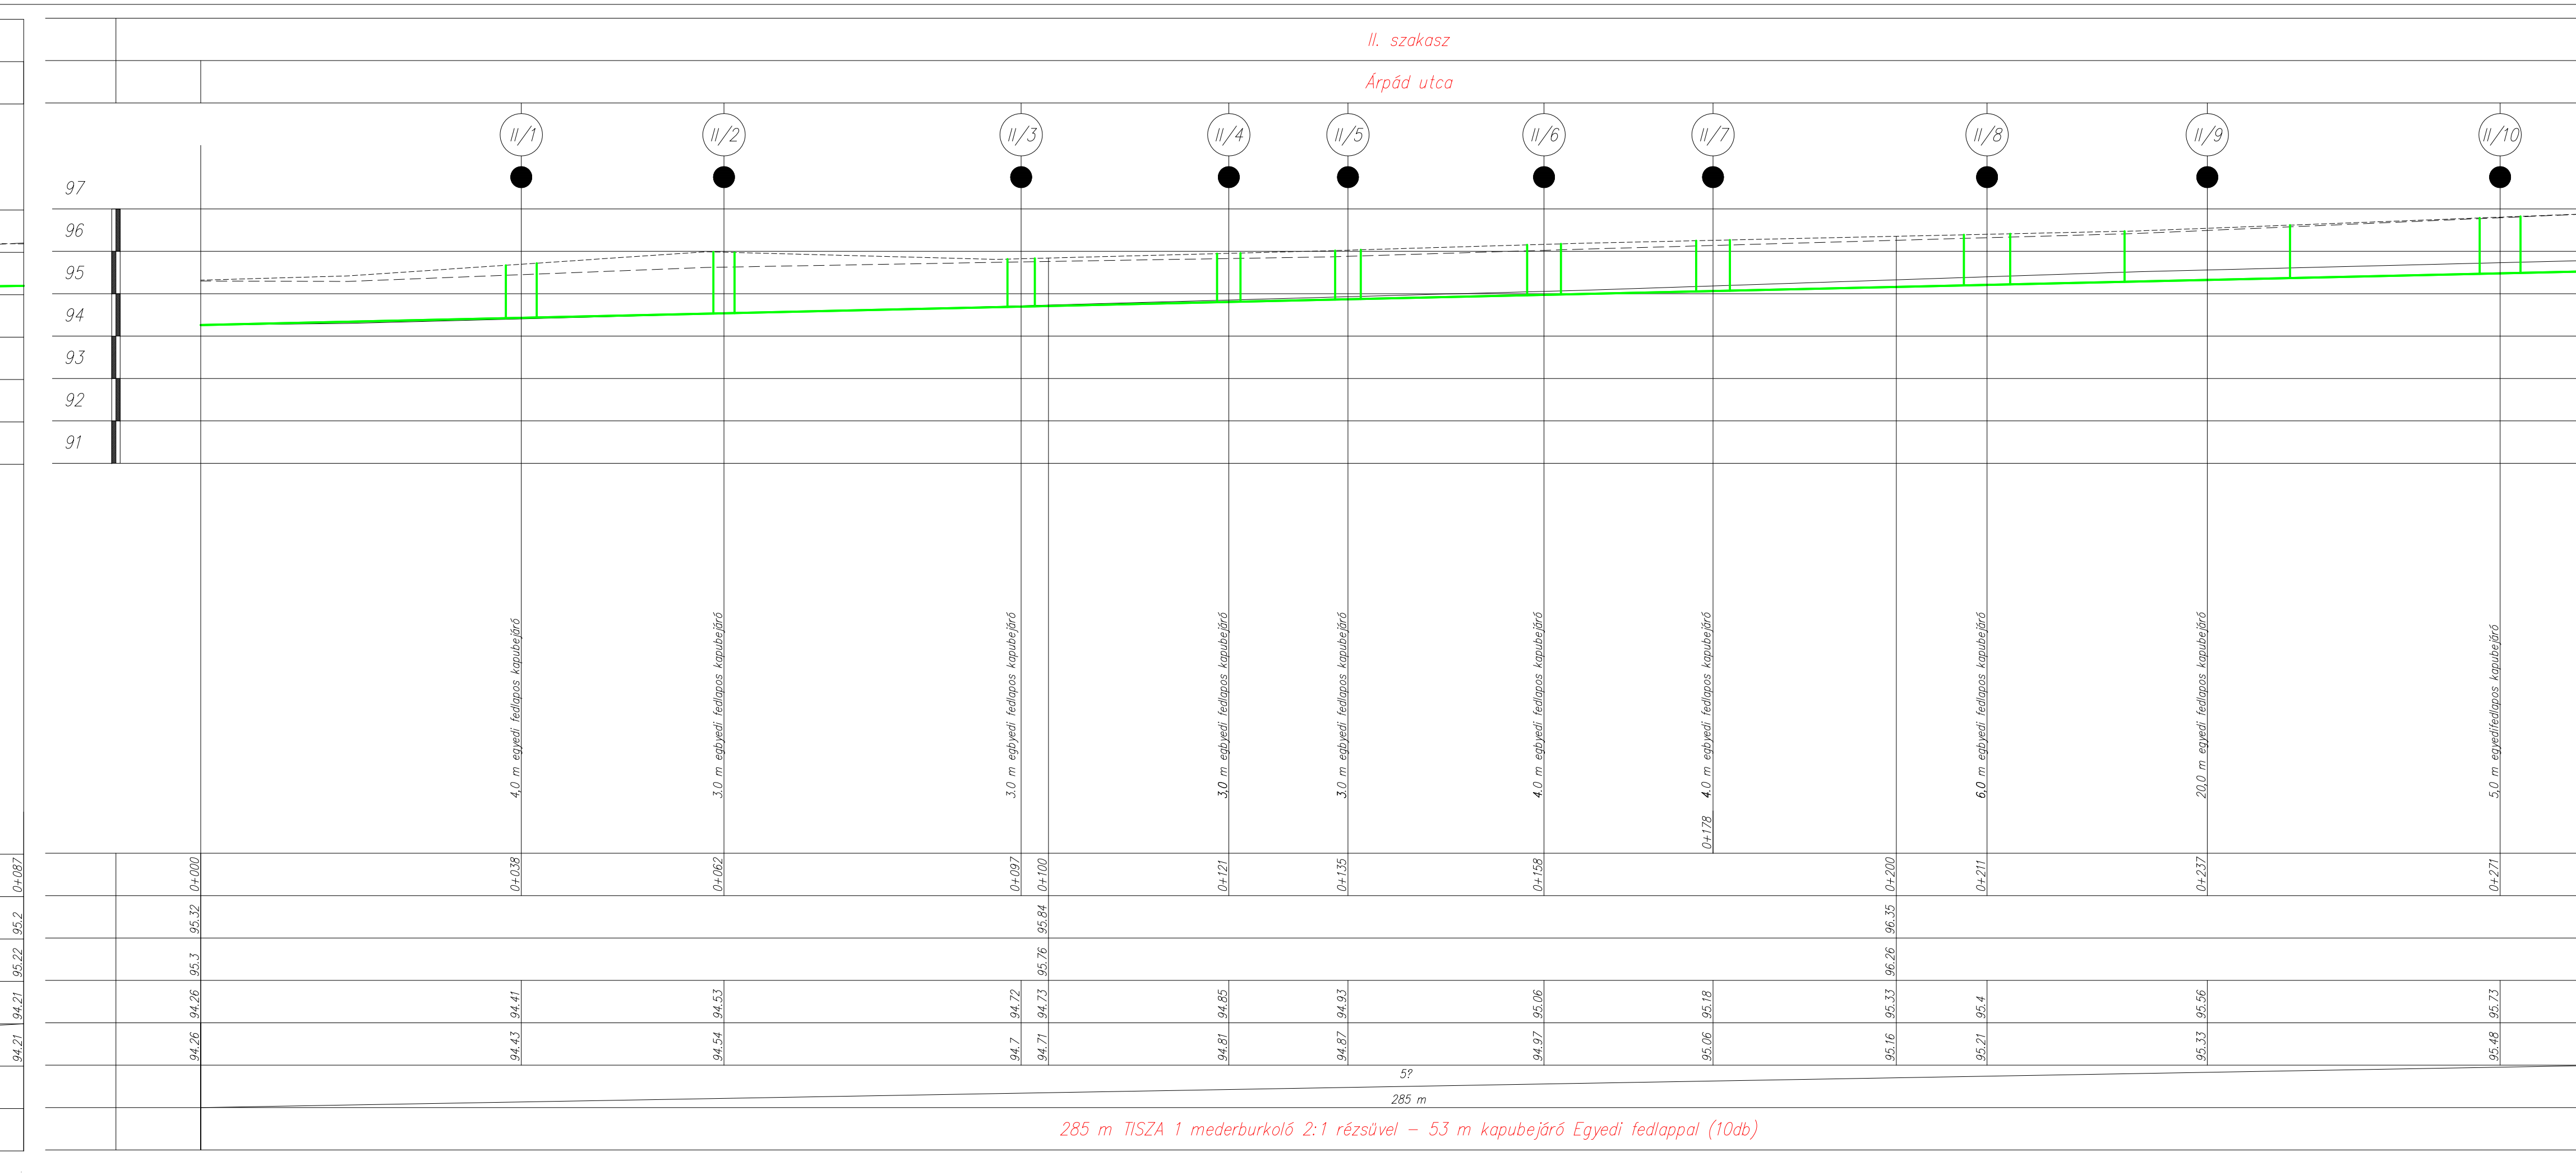 II. szakasz
Árpád utca
II/1 II/2 II/3 II/4 II/5 II/6 II/7 II/8 II/9 II/10
97
96
95
94
93
92
91
4,0 m egyedi fedlapos kapubejáró
3.0 m egbyedi fedlapos kapubejáró
3.0 m egbyedi fedlapos kapubejáró
3,0 m egbyedi fedlapos kapubejáró
3.0 m egbyedi fedlapos kapubejáró
4.0 m egbyedi fedlapos kapubejáró
4.0 m egbyedi fedlapos kapubejáró
6,0 m egbyedi fedlapos kapubejáró
20,0 m egyedi fedlapos kapubejáró
5,0 m egyedifedlapos kapubejáró
0+178
0+087 0+000 0+038 0+062 0+097 0+100 0+121 0+135 0+158 0+200 0+211 0+237 0+271
95.2 95.32 95.84 96.35
95.22 95.3 95.76 96.26
94.21 94.26 94.41 94.53 94.72 94.73 94.85 94.93 95.06 95.18 95.33 95.4 95.56 95.73
94.21 94.26 94.43 94.54 94.7 94.71 94.81 94.87 94.97 95.06 95.16 95.21 95.33 95.48
5?
285 m
285 m TISZA 1 mederburkoló 2:1 rézsüvel - 53 m kapubejáró Egyedi fedlappal (10db)